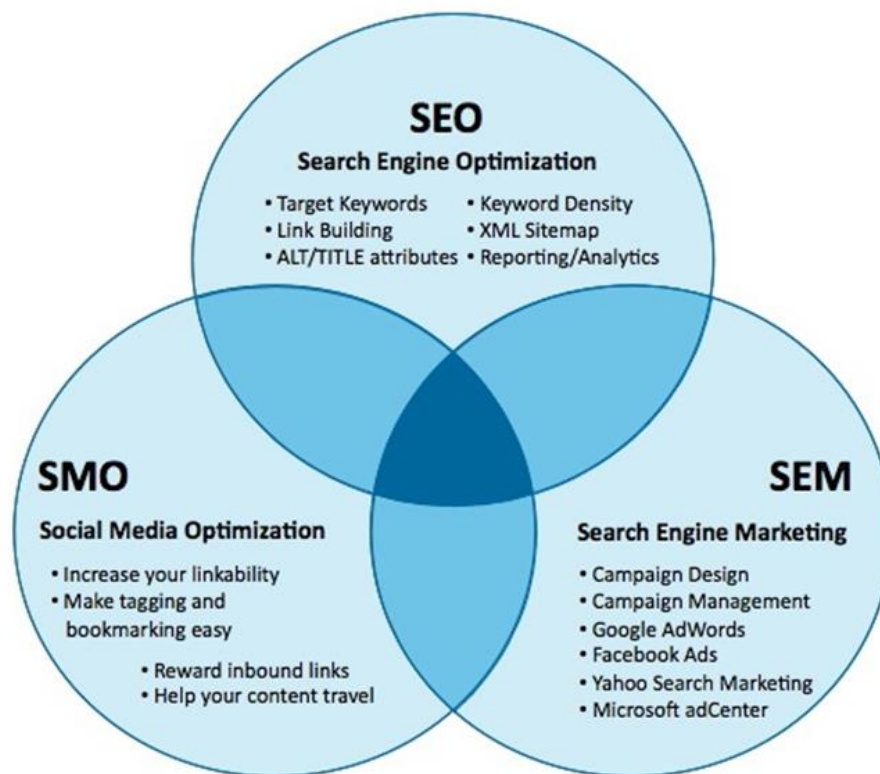 SEO
Search Engine Optimization
• Target Keywords • Keyword Density
• Link Building • XML Sitemap
• ALT/TITLE attributes • Reporting/Analytics
SMO
Social Media Optimization
• Increase your linkability
• Make tagging and
bookmarking easy
• Reward inbound links
• Help your content travel
SEM
Search Engine Marketing
• Campaign Design
• Campaign Management
• Google AdWords
• Facebook Ads
• Yahoo Search Marketing
• Microsoft adCenter